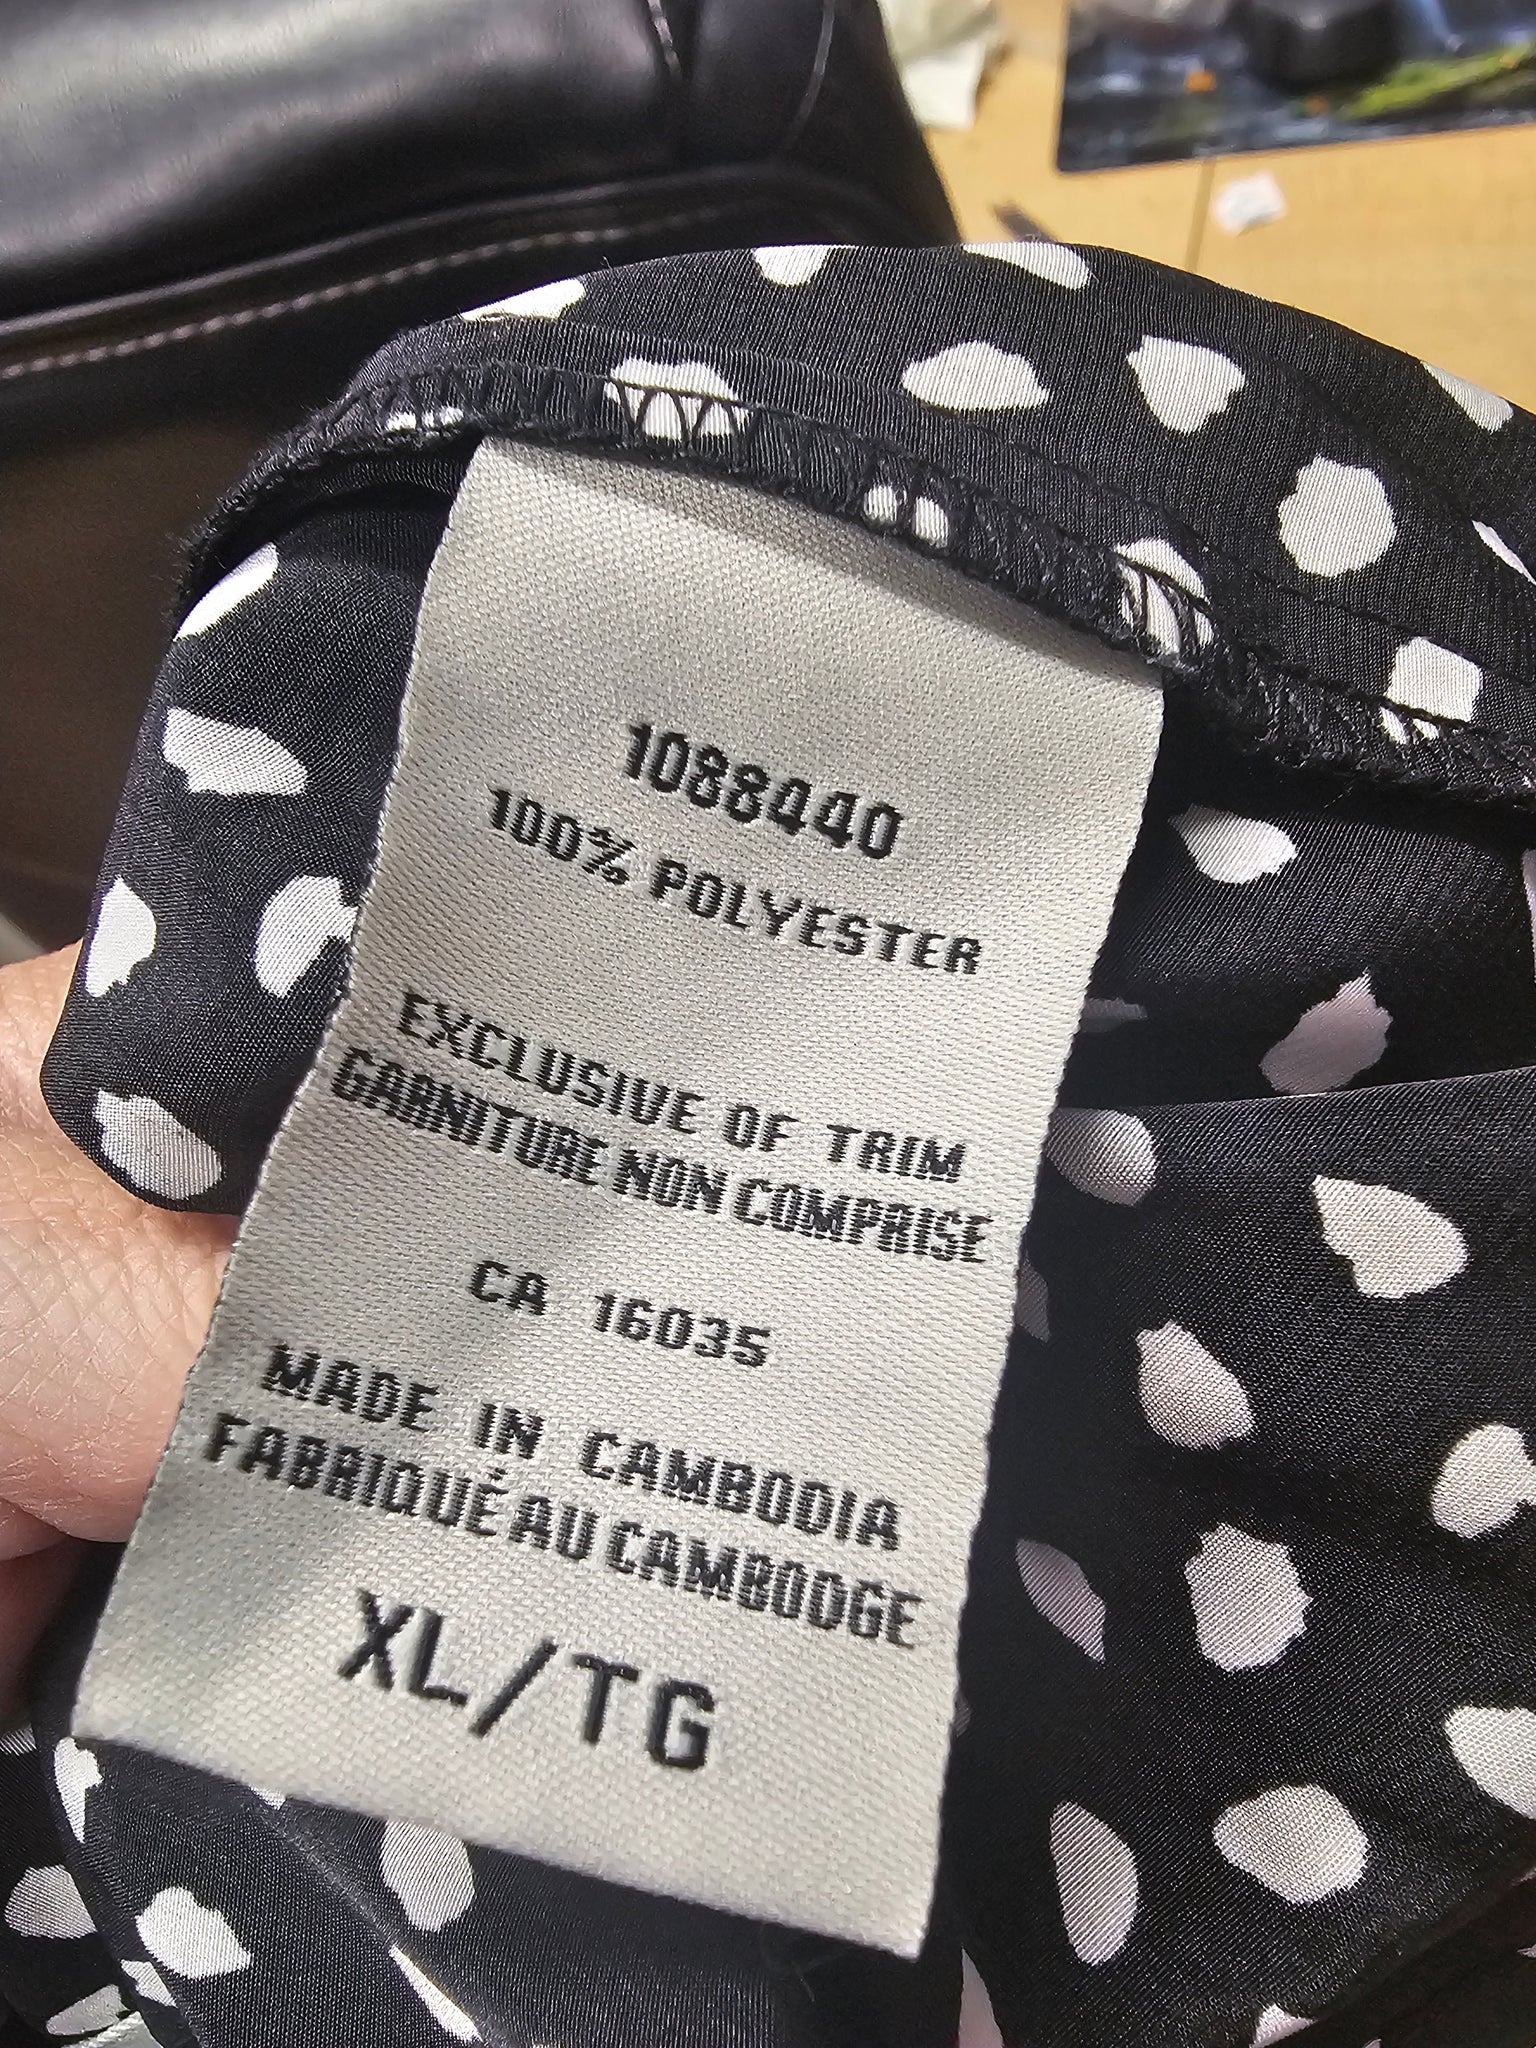 1088440
100% POLYESTER
EXCLUSIVE OF TRIM
GARNITURE NON COMPRISE
CA 16035
MADE IN CAMBODIA
FABRIQUÉ AU CAMBODGE
XL/TG